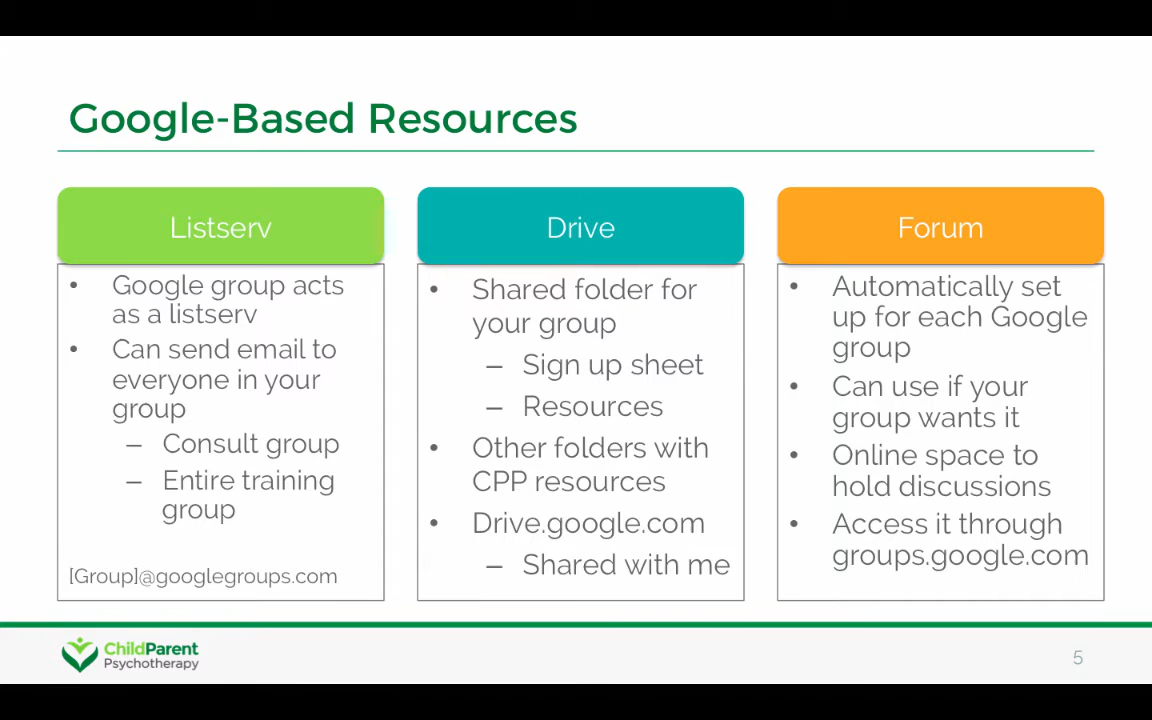 Google-Based Resources
Listserv
• Google group acts
as a listserv
• Can send email to
everyone in your
group
– Consult group
– Entire training
group
[Group]@googlegroups.com
Drive
• Shared folder for
your group
– Sign up sheet
– Resources
• Other folders with
CPP resources
• Drive.google.com
– Shared with me
Forum
• Automatically set
up for each Google
group
• Can use if your
group wants it
• Online space to
hold discussions
• Access it through
groups.google.com
ChildParent
Psychotherapy
5